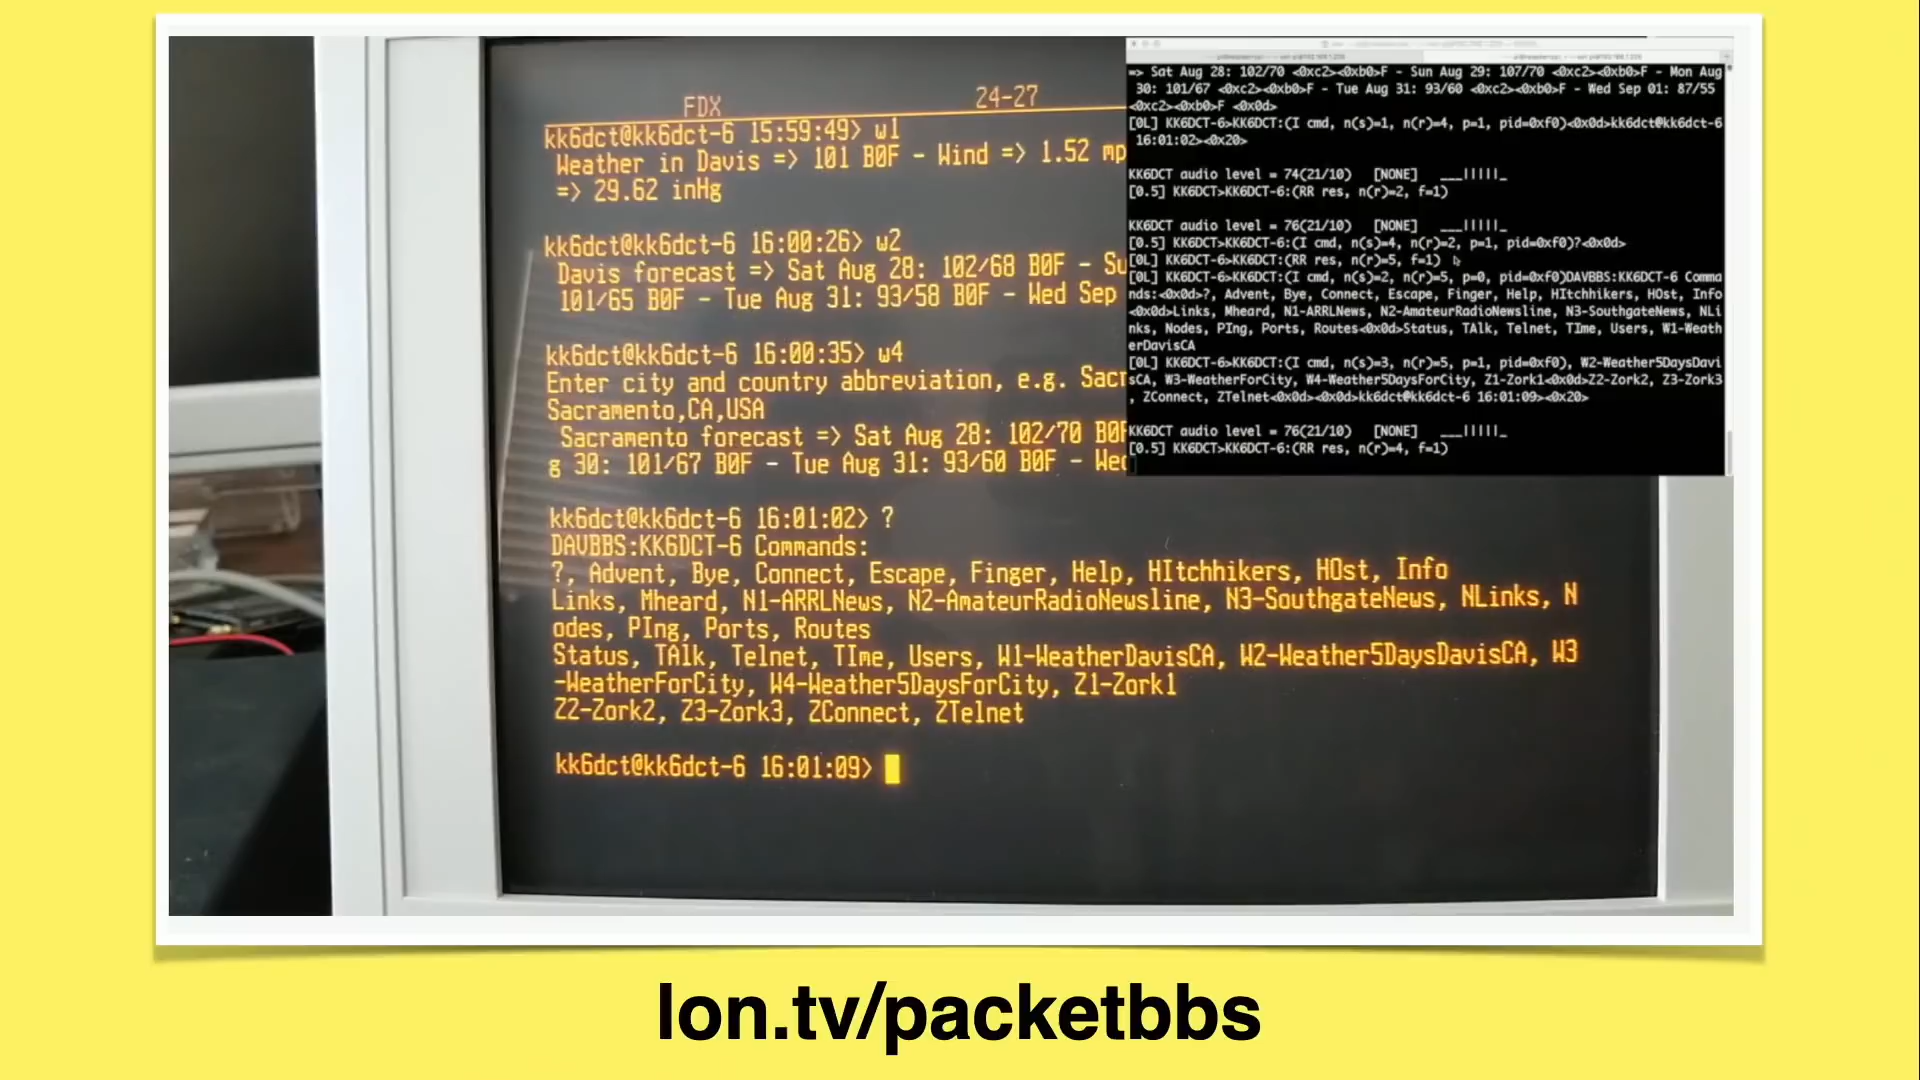 FDX 24-27
kk6dct@kk6dct-6 15:59:49> w1
Weather in Davis => 101 B0F - Wind => 1.52 mp
=> 29.62 inHg
kk6dct@kk6dct-6 16:00:26> w2
Davis forecast => Sat Aug 28: 102/68 B0F - Su
101/65 B0F - Tue Aug 31: 93/58 B0F - Wed Sep
kk6dct@kk6dct-6 16:00:35> w4
Enter city and country abbreviation, e.g. Sacr
Sacramento,CA,USA
Sacramento forecast => Sat Aug 28: 102/70 B0F
g 30: 101/67 B0F - Tue Aug 31: 93/60 B0F - Wed
kk6dct@kk6dct-6 16:01:02> ?
DAVBBS:KK6DCT-6 Commands:
?, Advent, Bye, Connect, Escape, Finger, Help, HItchhikers, HOst, Info
Links, Mheard, N1-ARRLNews, N2-AmateurRadioNewsline, N3-SouthgateNews, NLinks, N
odes, PIng, Ports, Routes
Status, TAlk, Telnet, TIme, Users, W1-WeatherDavisCA, W2-Weather5DaysDavisCA, W3
-WeatherForCity, W4-Weather5DaysForCity, Z1-Zork1
Z2-Zork2, Z3-Zork3, ZConnect, ZTelnet
kk6dct@kk6dct-6 16:01:09>
=> Sat Aug 28: 102/70 <0xc2><0xb0>F - Sun Aug 29: 107/70 <0xc2><0xb0>F - Mon Aug
30: 101/67 <0xc2><0xb0>F - Tue Aug 31: 93/60 <0xc2><0xb0>F - Wed Sep 01: 87/55
<0xc2><0xb0>F <0x0d>
[0L] KK6DCT-6>KK6DCT:(I cmd, n(s)=1, n(r)=4, p=1, pid=0xf0)<0x0d>kk6dct@kk6dct-6
16:01:02><0x20>
KK6DCT audio level = 74(21/10) [NONE] ___|||||_
[0.5] KK6DCT>KK6DCT-6:(RR res, n(r)=2, f=1)
KK6DCT audio level = 76(21/10) [NONE] ___|||||_
[0.5] KK6DCT>KK6DCT-6:(I cmd, n(s)=4, n(r)=2, p=1, pid=0xf0)?<0x0d>
[0L] KK6DCT-6>KK6DCT:(RR res, n(r)=5, f=1)
[0L] KK6DCT-6>KK6DCT:(I cmd, n(s)=2, n(r)=5, p=0, pid=0xf0)DAVBBS:KK6DCT-6 Comma
nds:<0x0d>?, Advent, Bye, Connect, Escape, Finger, Help, HItchhikers, HOst, Info
<0x0d>Links, Mheard, N1-ARRLNews, N2-AmateurRadioNewsline, N3-SouthgateNews, NLi
nks, Nodes, PIng, Ports, Routes<0x0d>Status, TAlk, Telnet, TIme, Users, W1-Weath
erDavisCA
[0L] KK6DCT-6>KK6DCT:(I cmd, n(s)=3, n(r)=5, p=1, pid=0xf0), W2-Weather5DaysDavi
sCA, W3-WeatherForCity, W4-Weather5DaysForCity, Z1-Zork1<0x0d>Z2-Zork2, Z3-Zork3
, ZConnect, ZTelnet<0x0d><0x0d>kk6dct@kk6dct-6 16:01:09><0x20>
KK6DCT audio level = 76(21/10) [NONE] ___|||||_
[0.5] KK6DCT>KK6DCT-6:(RR res, n(r)=4, f=1)
lon.tv/packetbbs